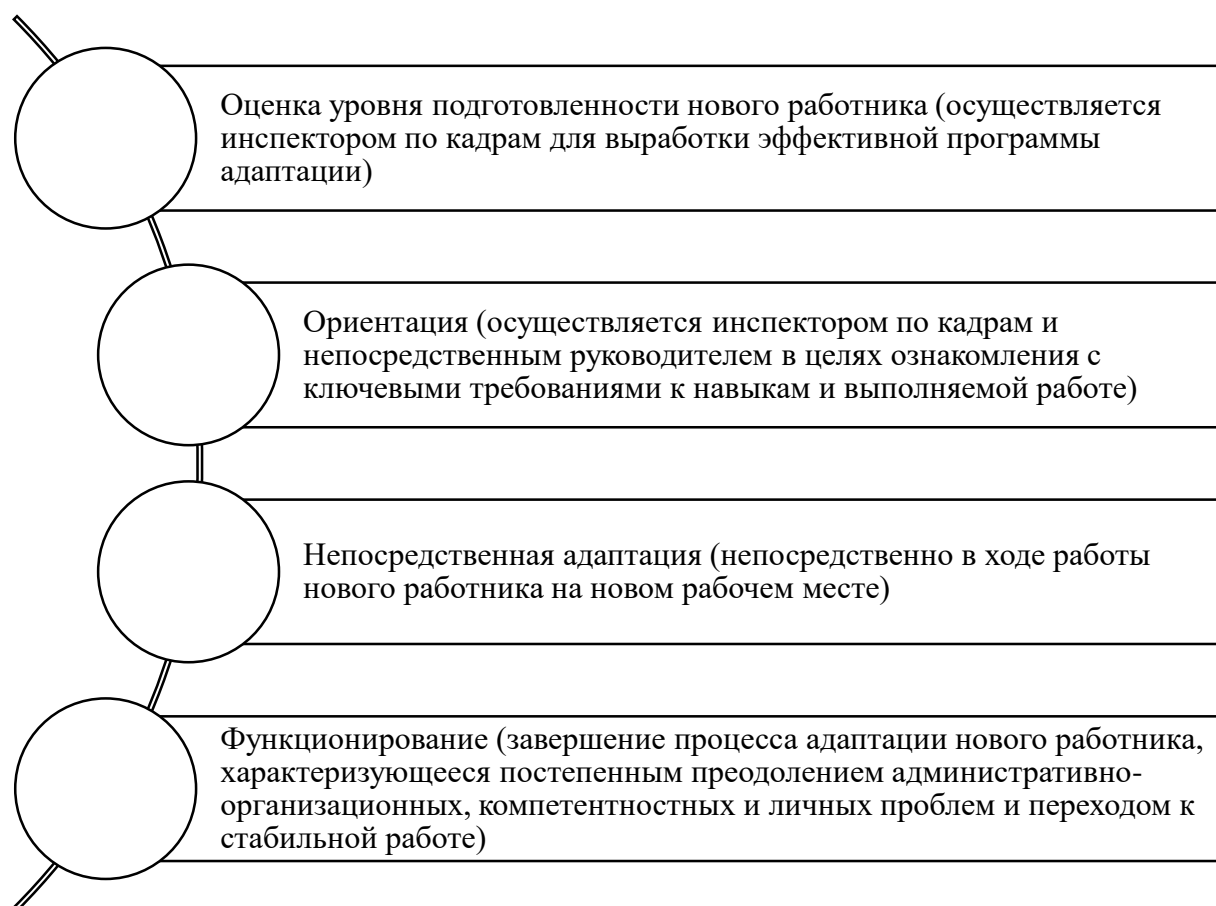 Оценка уровня подготовленности нового работника (осуществляется
инспектором по кадрам для выработки эффективной программы
адаптации)
Ориентация (осуществляется инспектором по кадрам и
непосредственным руководителем в целях ознакомления с
ключевыми требованиями к навыкам и выполняемой работе)
Непосредственная адаптация (непосредственно в ходе работы
нового работника на новом рабочем месте)
Функционирование (завершение процесса адаптации нового работника,
характеризующееся постепенным преодолением административно-
организационных, компетентностных и личных проблем и переходом к
стабильной работе)